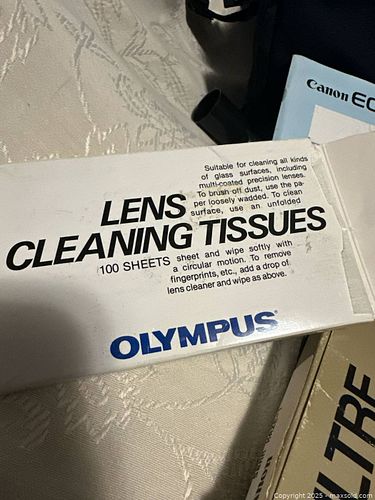 Canon EO
Suitable for cleaning all kinds
of glass surfaces, including
multi-coated precision lenses.
To brush off dust, use the pa-
per loosely wadded. To clean
surface, use an unfolded
LENS
CLEANING TISSUES
100 SHEETS
sheet and wipe softly with
a circular motion. To remove
fingerprints, etc., add a drop of
lens cleaner and wipe as above.
OLYMPUS
LTRE
Copyright 2025 - maxsold.com